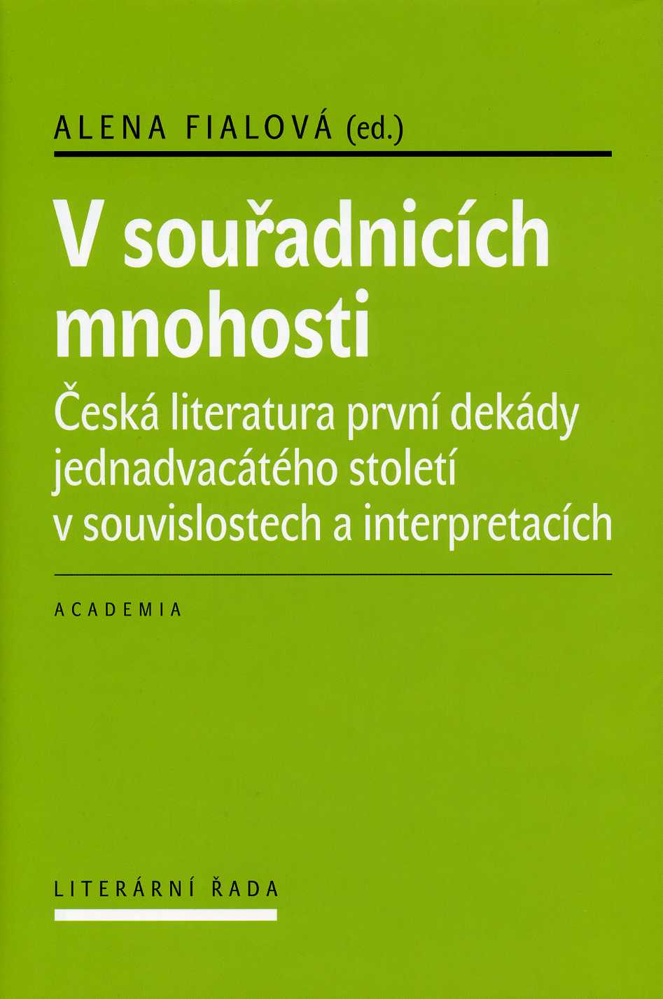 ALENA FIALOVÁ (ed.)
V souřadnicích
mnohosti
Česká literatura první dekády
jednadvacátého století
v souvislostech a interpretacích
ACADEMIA
LITERÁRNÍ ŘADA